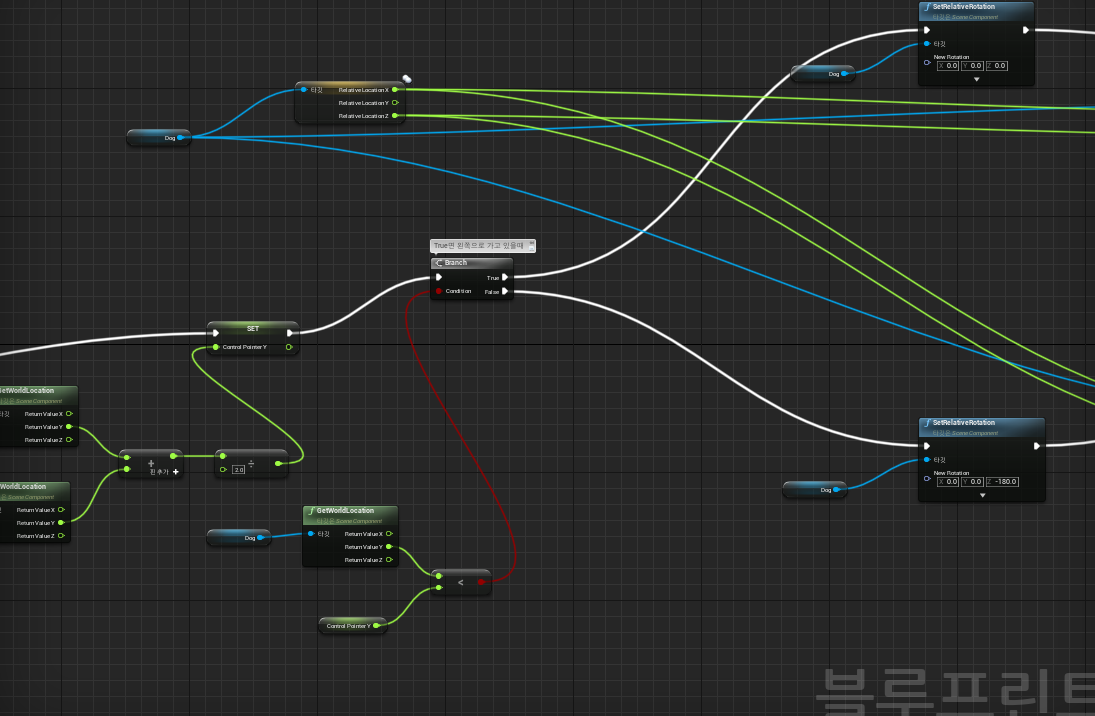 SetRelativeRotation
타깃은 Scene Component
타깃
New Rotation
X 0.0 Y 0.0 Z 0.0
Dog
타깃 Relative Location X
Relative Location Y
Relative Location Z
Dog
True면 왼쪽으로 가고 있을때
Branch
True
Condition False
SET
Control Pointer Y
GetWorldLocation
타깃은 Scene Component
타깃 Return Value X
Return Value Y
Return Value Z
핀 추가 +
2.0
÷
WorldLocation
Scene Component
Return Value X
Return Value Y
Return Value Z
Dog
GetWorldLocation
타깃은 Scene Component
타깃 Return Value X
Return Value Y
Return Value Z
<
Control Pointer Y
SetRelativeRotation
타깃은 Scene Component
타깃
New Rotation
X 0.0 Y 0.0 Z -180.0
Dog
블루프린트